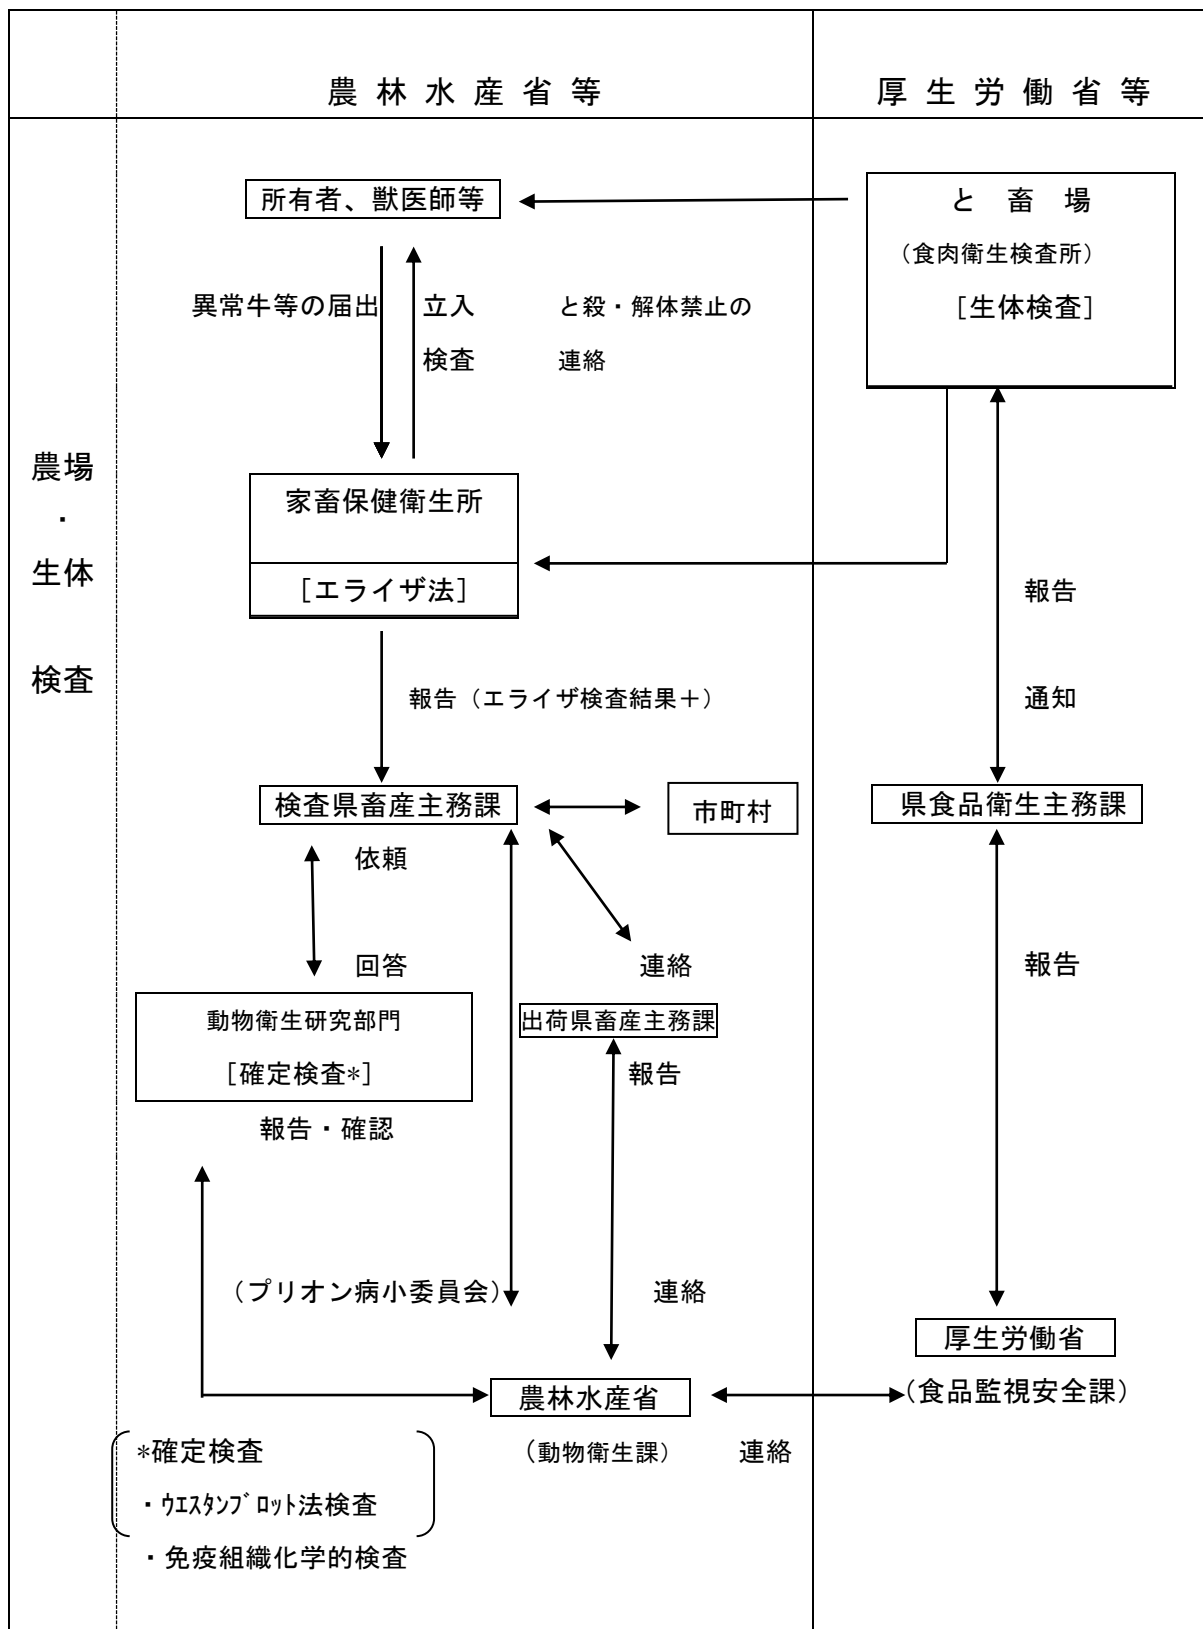 農林水産省等
厚生労働省等
農場
・
生体
検査
所有者、獣医師等
と畜場
（食肉衛生検査所）
［生体検査］
異常牛等の届出
立入
検査
と殺・解体禁止の
連絡
家畜保健衛生所
［エライザ法］
報告
通知
報告（エライザ検査結果＋）
検査県畜産主務課
市町村
県食品衛生主務課
依頼
回答
連絡
報告
動物衛生研究部門
［確定検査*］
出荷県畜産主務課
報告
報告・確認
（プリオン病小委員会）
連絡
厚生労働省
（食品監視安全課）
農林水産省
（動物衛生課）
連絡
*確定検査
・ｳｴｽﾀﾝﾌﾞﾛｯﾄ法検査
・免疫組織化学的検査